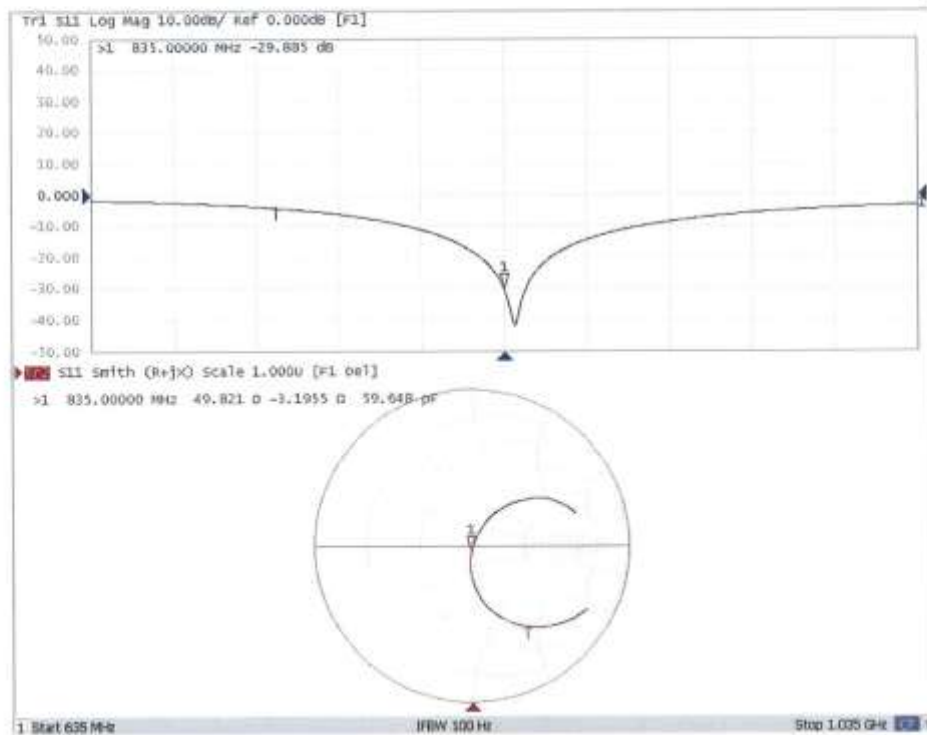 Tr1 S11 Log Mag 10.00dB/ Ref 0.000dB [F1]
50.00
>1 835.00000 MHz -29.885 dB
40.00
30.00
20.00
10.00
0.000
-10.00
-20.00
1
-30.00
-40.00
-50.00
S11 Smith (R+jX) Scale 1.000U [F1 Del]
>1 835.00000 MHz 49.821 Ω -3.1955 Ω 59.648 pF
1
1 Start 635 MHz IFBW 100 Hz Stop 1.035 GHz